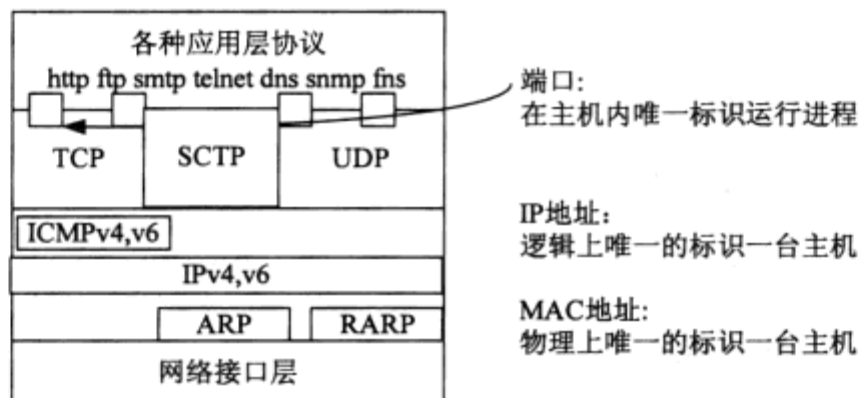 各种应用层协议
http ftp smtp telnet dns snmp fns
TCP
SCTP
UDP
ICMPv4,v6
IPv4,v6
ARP
RARP
网络接口层
端口:
在主机内唯一标识运行进程
IP地址:
逻辑上唯一的标识一台主机
MAC地址:
物理上唯一的标识一台主机